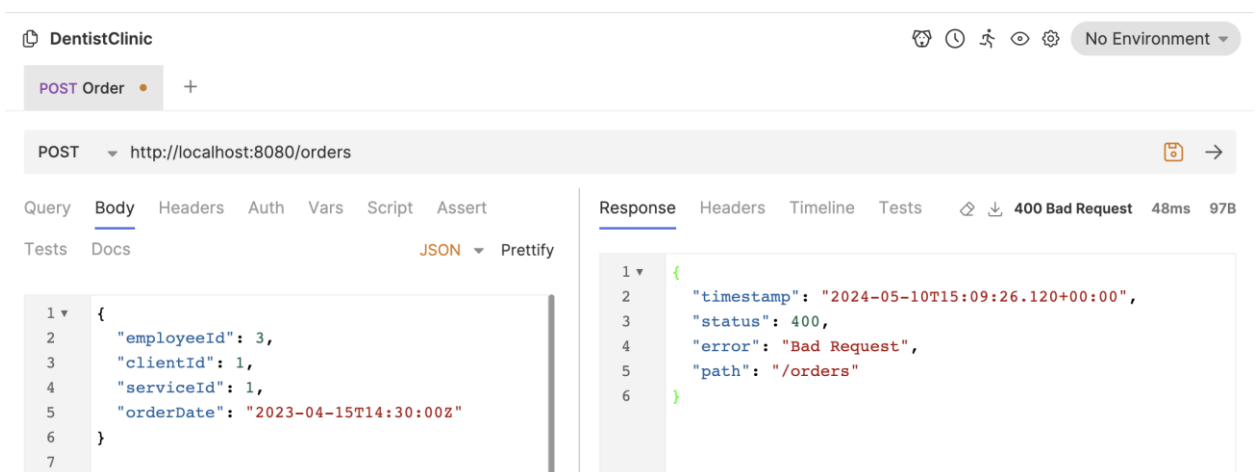 DentistClinic
No Environment
POST Order
+
POST http://localhost:8080/orders
Query Body Headers Auth Vars Script Assert
Tests Docs
JSON Prettify
1 {
2 "employeeId": 3,
3 "clientId": 1,
4 "serviceId": 1,
5 "orderDate": "2023-04-15T14:30:00Z"
6 }
7
Response Headers Timeline Tests 400 Bad Request 48ms 97B
1 {
2 "timestamp": "2024-05-10T15:09:26.120+00:00",
3 "status": 400,
4 "error": "Bad Request",
5 "path": "/orders"
6 }